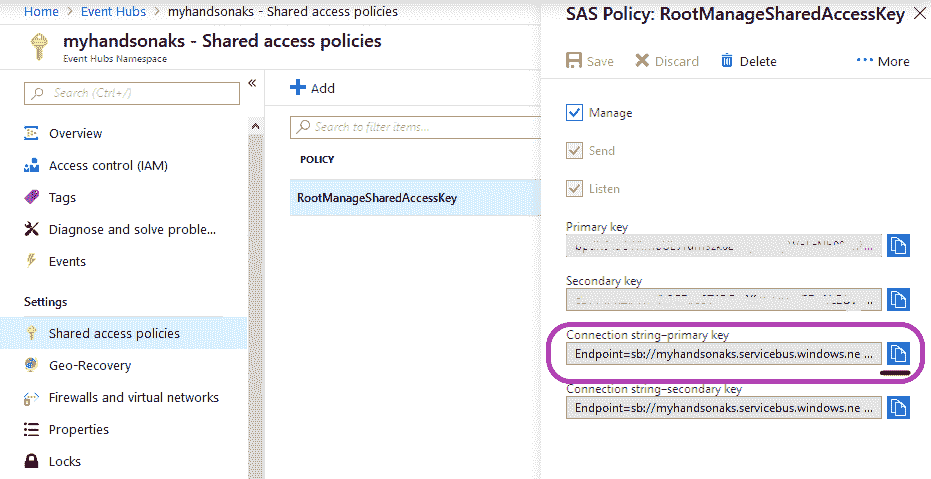 Home > Event Hubs > myhandsonaks - Shared access policies
myhandsonaks - Shared access policies
Event Hubs Namespace
Search (Ctrl+/)
«
Overview
Access control (IAM)
Tags
Diagnose and solve proble...
Events
Settings
Shared access policies
Geo-Recovery
Firewalls and virtual networks
Properties
Locks
Add
Search to filter items...
POLICY
RootManageSharedAccessKey
SAS Policy: RootManageSharedAccessKey
Save Discard Delete ... More
Manage
Send
Listen
Primary key
Secondary key
Connection string–primary key
Endpoint=sb://myhandsonaks.servicebus.windows.ne ...
Connection string–secondary key
Endpoint=sb://myhandsonaks.servicebus.windows.ne ...